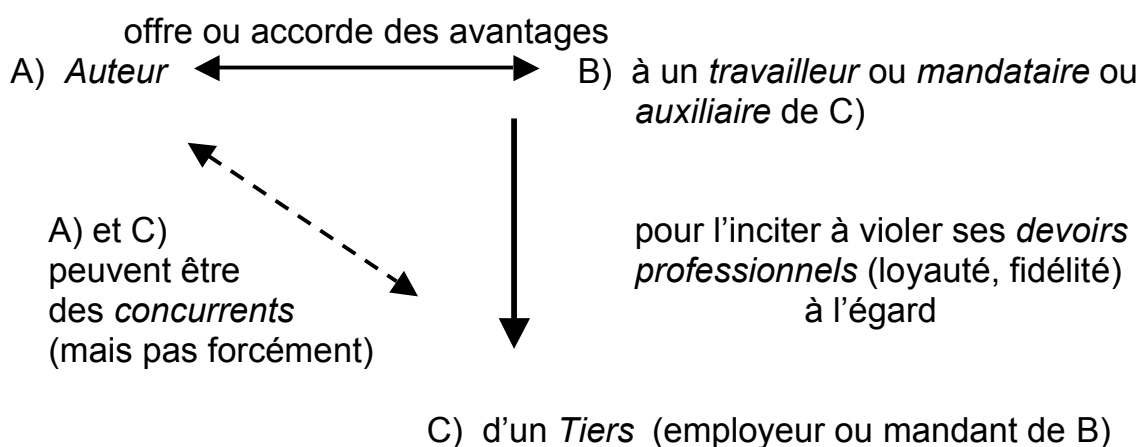 offre ou accorde des avantages
A) Auteur
B) à un travailleur ou mandataire ou
auxiliaire de C)
A) et C)
peuvent être
des concurrents
(mais pas forcément)
pour l’inciter à violer ses devoirs
professionnels (loyauté, fidélité)
à l’égard
C) d’un Tiers (employeur ou mandant de B)